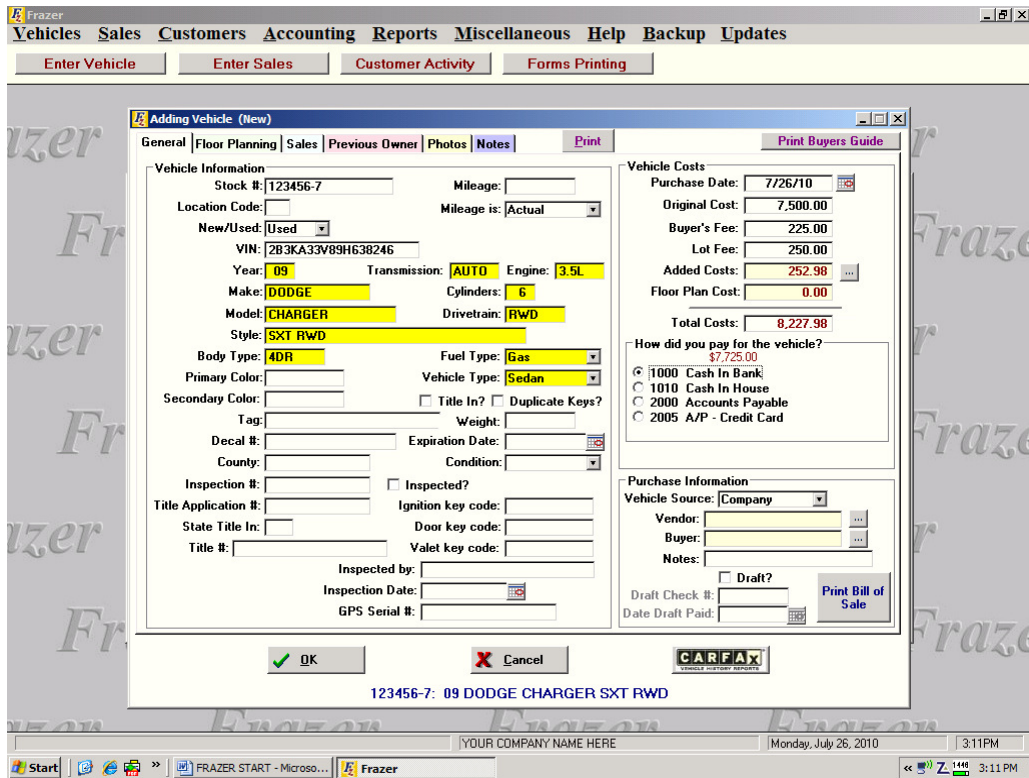 Frazer
Vehicles Sales Customers Accounting Reports Miscellaneous Help Backup Updates
Enter Vehicle Enter Sales Customer Activity Forms Printing
Adding Vehicle (New)
General Floor Planning Sales Previous Owner Photos Notes Print Print Buyers Guide
Vehicle Information
Stock #: 123456-7 Mileage:
Location Code: Mileage is: Actual
New/Used: Used
VIN: 2B3KA33V89H638246
Year: 09 Transmission: AUTO Engine: 3.5L
Make: DODGE Cylinders: 6
Model: CHARGER Drivetrain: RWD
Style: SXT RWD
Body Type: 4DR Fuel Type: Gas
Primary Color: Vehicle Type: Sedan
Secondary Color: Title In? Duplicate Keys?
Tag: Weight:
Decal #: Expiration Date:
County: Condition:
Inspection #: Inspected?
Title Application #: Ignition key code:
State Title In: Door key code:
Title #: Valet key code:
Inspected by:
Inspection Date:
GPS Serial #:
Vehicle Costs
Purchase Date: 7/26/10
Original Cost: 7,500.00
Buyer's Fee: 225.00
Lot Fee: 250.00
Added Costs: 252.98 ...
Floor Plan Cost: 0.00
Total Costs: 8,227.98
How did you pay for the vehicle?
$7,725.00
1000 Cash In Bank
1010 Cash In House
2000 Accounts Payable
2005 A/P - Credit Card
Purchase Information
Vehicle Source: Company
Vendor: ...
Buyer: ...
Notes:
Draft?
Draft Check #:
Date Draft Paid:
Print Bill of
Sale
OK Cancel CARFAX
VEHICLE HISTORY REPORTS
123456-7: 09 DODGE CHARGER SXT RWD
Frazer Frazer Frazer
YOUR COMPANY NAME HERE Monday, July 26, 2010 3:11PM
Start » FRAZER START - Microso... Frazer « 3:11 PM